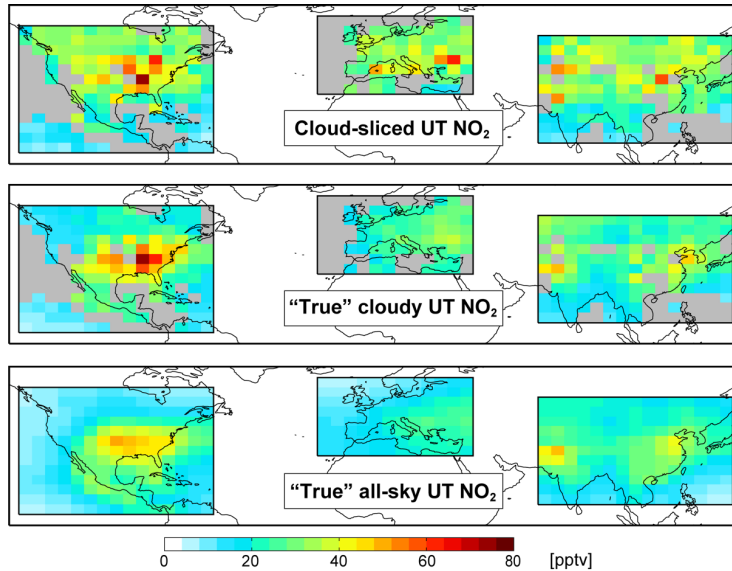 Cloud-sliced UT NO₂
“True” cloudy UT NO₂
“True” all-sky UT NO₂
0 20 40 60 80 [pptv]